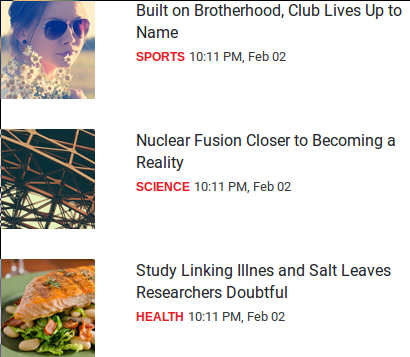 Built on Brotherhood, Club Lives Up to
Name
SPORTS 10:11 PM, Feb 02
Nuclear Fusion Closer to Becoming a
Reality
SCIENCE 10:11 PM, Feb 02
Study Linking Illnes and Salt Leaves
Researchers Doubtful
HEALTH 10:11 PM, Feb 02